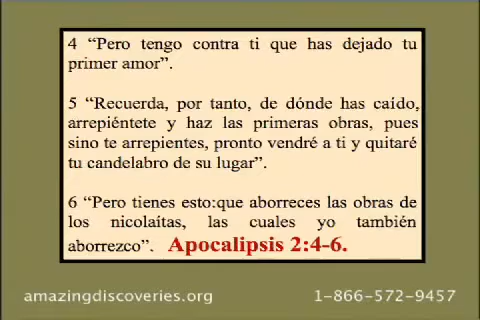 4 “Pero tengo contra ti que has dejado tu
primer amor”.
5 “Recuerda, por tanto, de dónde has caído,
arrepiéntete y haz las primeras obras, pues
sino te arrepientes, pronto vendré a ti y quitaré
tu candelabro de su lugar”.
6 “Pero tienes esto:que aborreces las obras de
los nicolaítas, las cuales yo también
aborrezco”. Apocalipsis 2:4-6.
amazingdiscoveries.org 1-866-572-9457